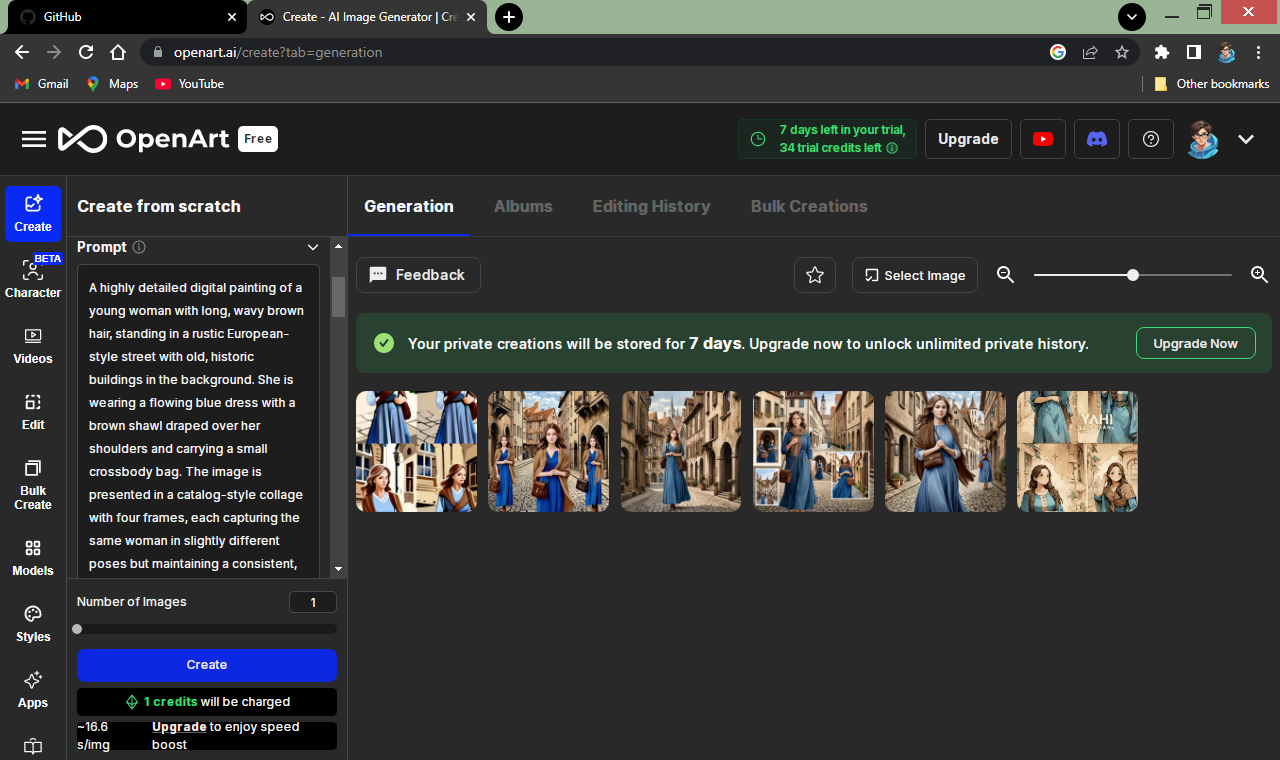 GitHub
Create - AI Image Generator | Cre
openart.ai/create?tab=generation
Gmail
Maps
YouTube
Other bookmarks
OpenArt
Free
7 days left in your trial,
34 trial credits left
Upgrade
Create
BETA
Character
Videos
Edit
Bulk
Create
Models
Styles
Apps
Create from scratch
Prompt
A highly detailed digital painting of a
young woman with long, wavy brown
hair, standing in a rustic European-
style street with old, historic
buildings in the background. She is
wearing a flowing blue dress with a
brown shawl draped over her
shoulders and carrying a small
crossbody bag. The image is
presented in a catalog-style collage
with four frames, each capturing the
same woman in slightly different
poses but maintaining a consistent,
Number of Images
1
Create
1 credits will be charged
~16.6
s/img
Upgrade to enjoy speed
boost
Generation
Albums
Editing History
Bulk Creations
Feedback
Select Image
Your private creations will be stored for 7 days. Upgrade now to unlock unlimited private history.
Upgrade Now
YAHI